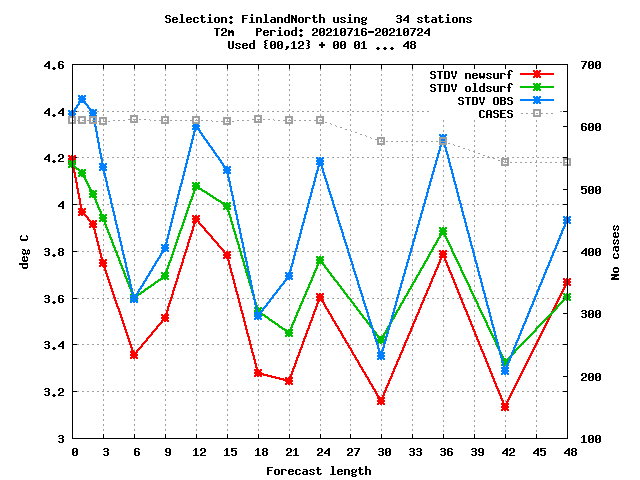 Selection: FinlandNorth using    34 stations
T2m   Period: 20210716-20210724
Used {00,12} + 00 01 ... 48
STDV newsurf
STDV oldsurf
STDV OBS
CASES
4.6
4.4
4.2
4
3.8
3.6
3.4
3.2
3
700
600
500
400
300
200
100
deg C
No cases
0 3 6 9 12 15 18 21 24 27 30 33 36 39 42 45 48
Forecast length